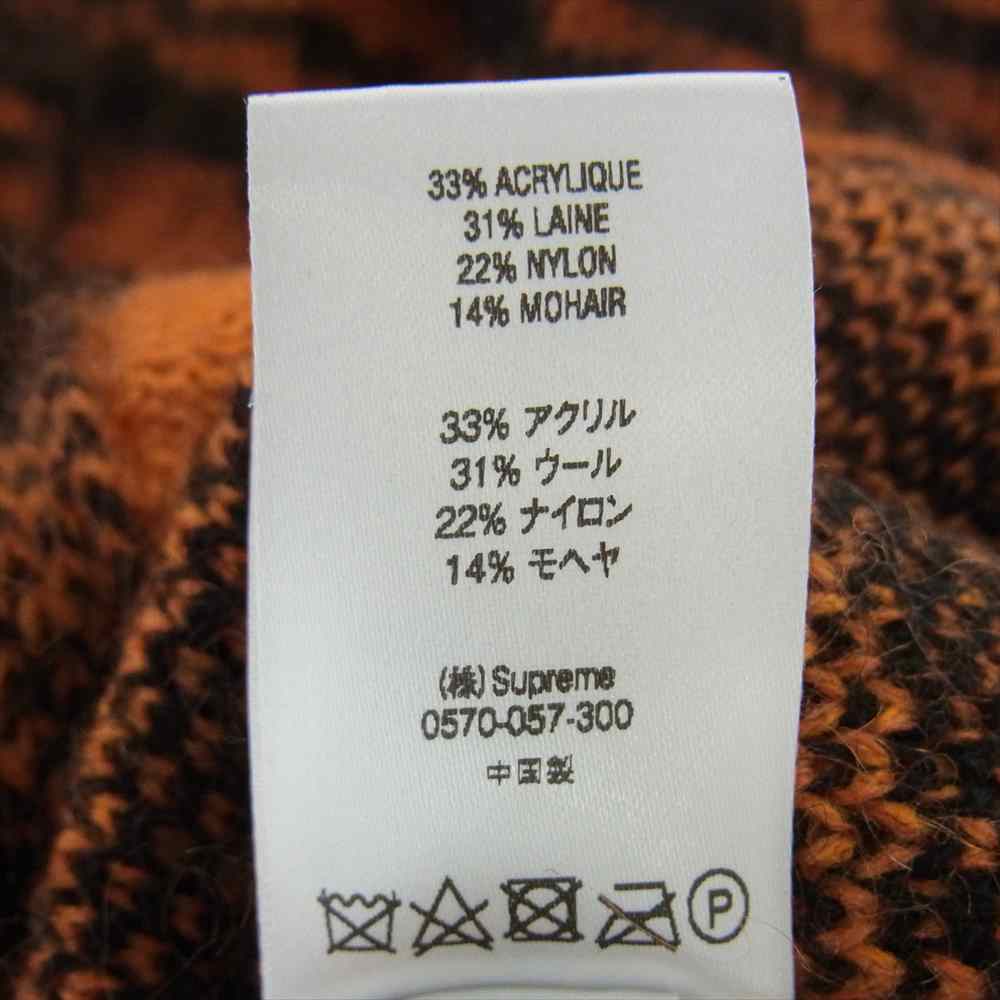 33% ACRYLIQUE
31% LAINE
22% NYLON
14% MOHAIR
33% アクリル
31% ウール
22% ナイロン
14% モヘヤ
(株)Supreme
0570-057-300
中国製
P